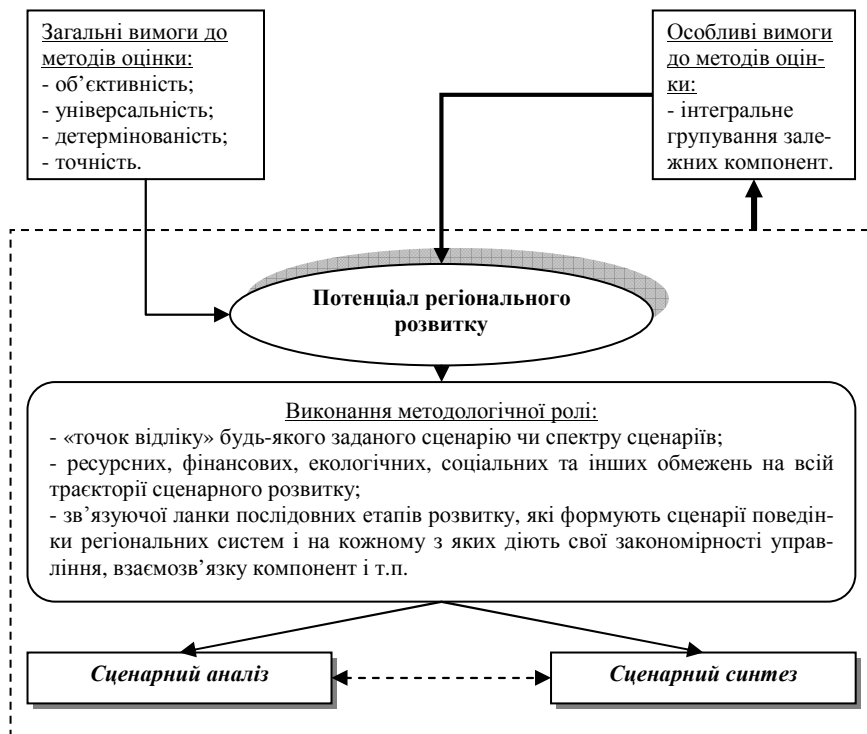 Загальні вимоги до
методів оцінки:
- об’єктивність;
- універсальність;
- детермінованість;
- точність.
Особливі вимоги
до методів оцін-
ки:
- інтегральне
групування зале-
жних компонент.
Потенціал регіонального
розвитку
Виконання методологічної ролі:
- «точок відліку» будь-якого заданого сценарію чи спектру сценаріїв;
- ресурсних, фінансових, екологічних, соціальних та інших обмежень на всій
траєкторії сценарного розвитку;
- зв’язуючої ланки послідовних етапів розвитку, які формують сценарії поведін-
ки регіональних систем і на кожному з яких діють свої закономірності управ-
ління, взаємозв’язку компонент і т.п.
Сценарний аналіз
Сценарний синтез